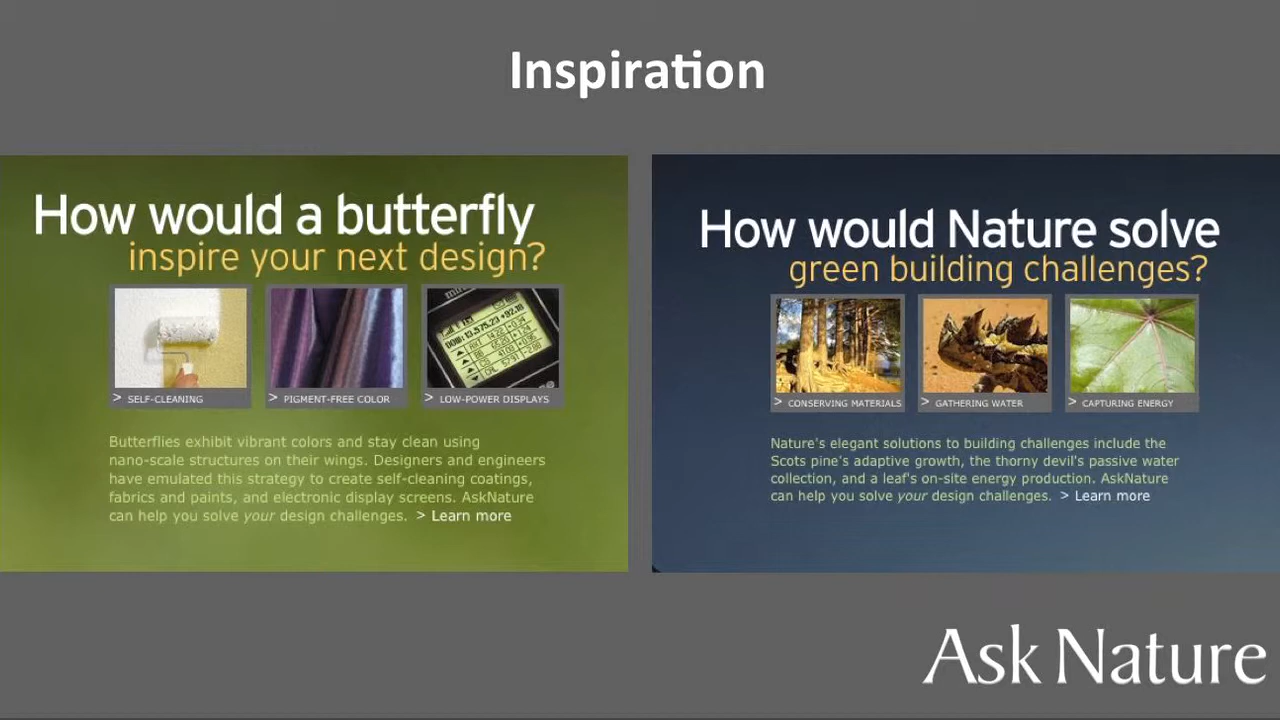 Inspiration
How would a butterfly
inspire your next design?
> SELF-CLEANING
> PIGMENT-FREE COLOR
> LOW-POWER DISPLAYS
Butterflies exhibit vibrant colors and stay clean using
nano-scale structures on their wings. Designers and engineers
have emulated this strategy to create self-cleaning coatings,
fabrics and paints, and electronic display screens. AskNature
can help you solve your design challenges. > Learn more
How would Nature solve
green building challenges?
> CONSERVING MATERIALS
> GATHERING WATER
> CAPTURING ENERGY
Nature's elegant solutions to building challenges include the
Scots pine's adaptive growth, the thorny devil's passive water
collection, and a leaf's on-site energy production. AskNature
can help you solve your design challenges. > Learn more
Ask Nature